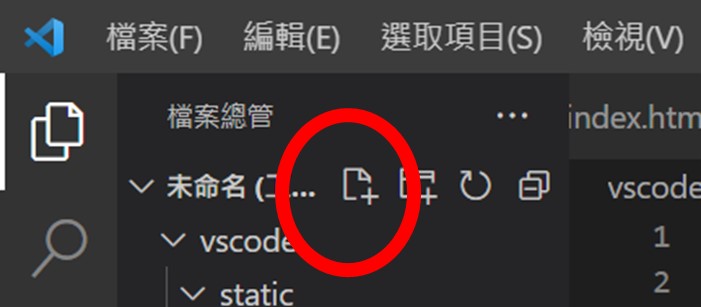 檔案(F) 編輯(E) 選取項目(S) 檢視(V)
檔案總管 ...
index.htm
未命名 (工...
vscode
vscode
1
static
2